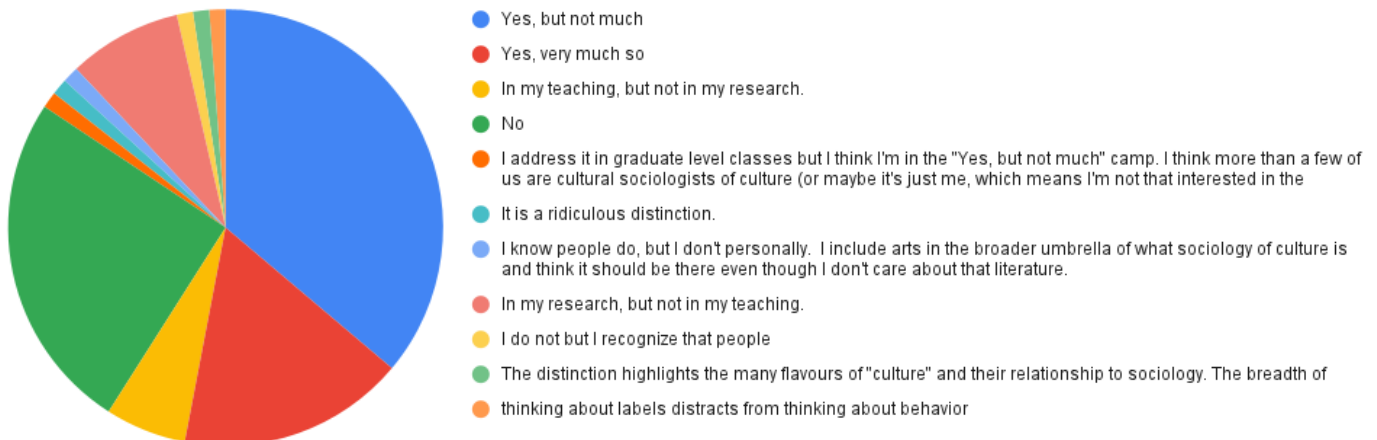 Yes, but not much
Yes, very much so
In my teaching, but not in my research.
No
I address it in graduate level classes but I think I'm in the "Yes, but not much" camp. I think more than a few of
us are cultural sociologists of culture (or maybe it's just me, which means I'm not that interested in the
It is a ridiculous distinction.
I know people do, but I don't personally.  I include arts in the broader umbrella of what sociology of culture is
and think it should be there even though I don't care about that literature.
In my research, but not in my teaching.
I do not but I recognize that people
The distinction highlights the many flavours of "culture" and their relationship to sociology. The breadth of
thinking about labels distracts from thinking about behavior